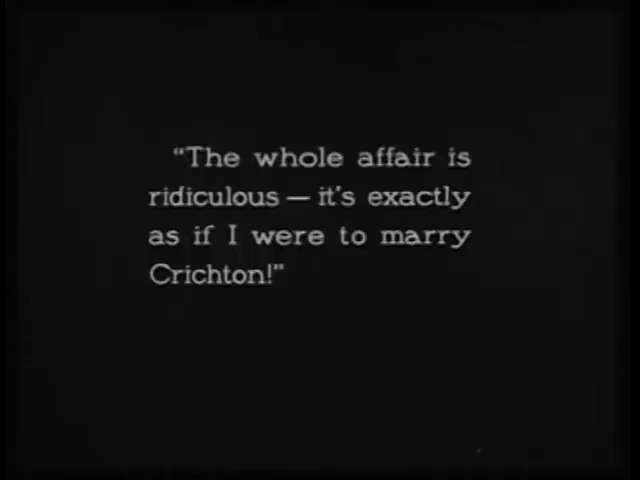 "The whole affair is
ridiculous — it's exactly
as if I were to marry
Crichton!"